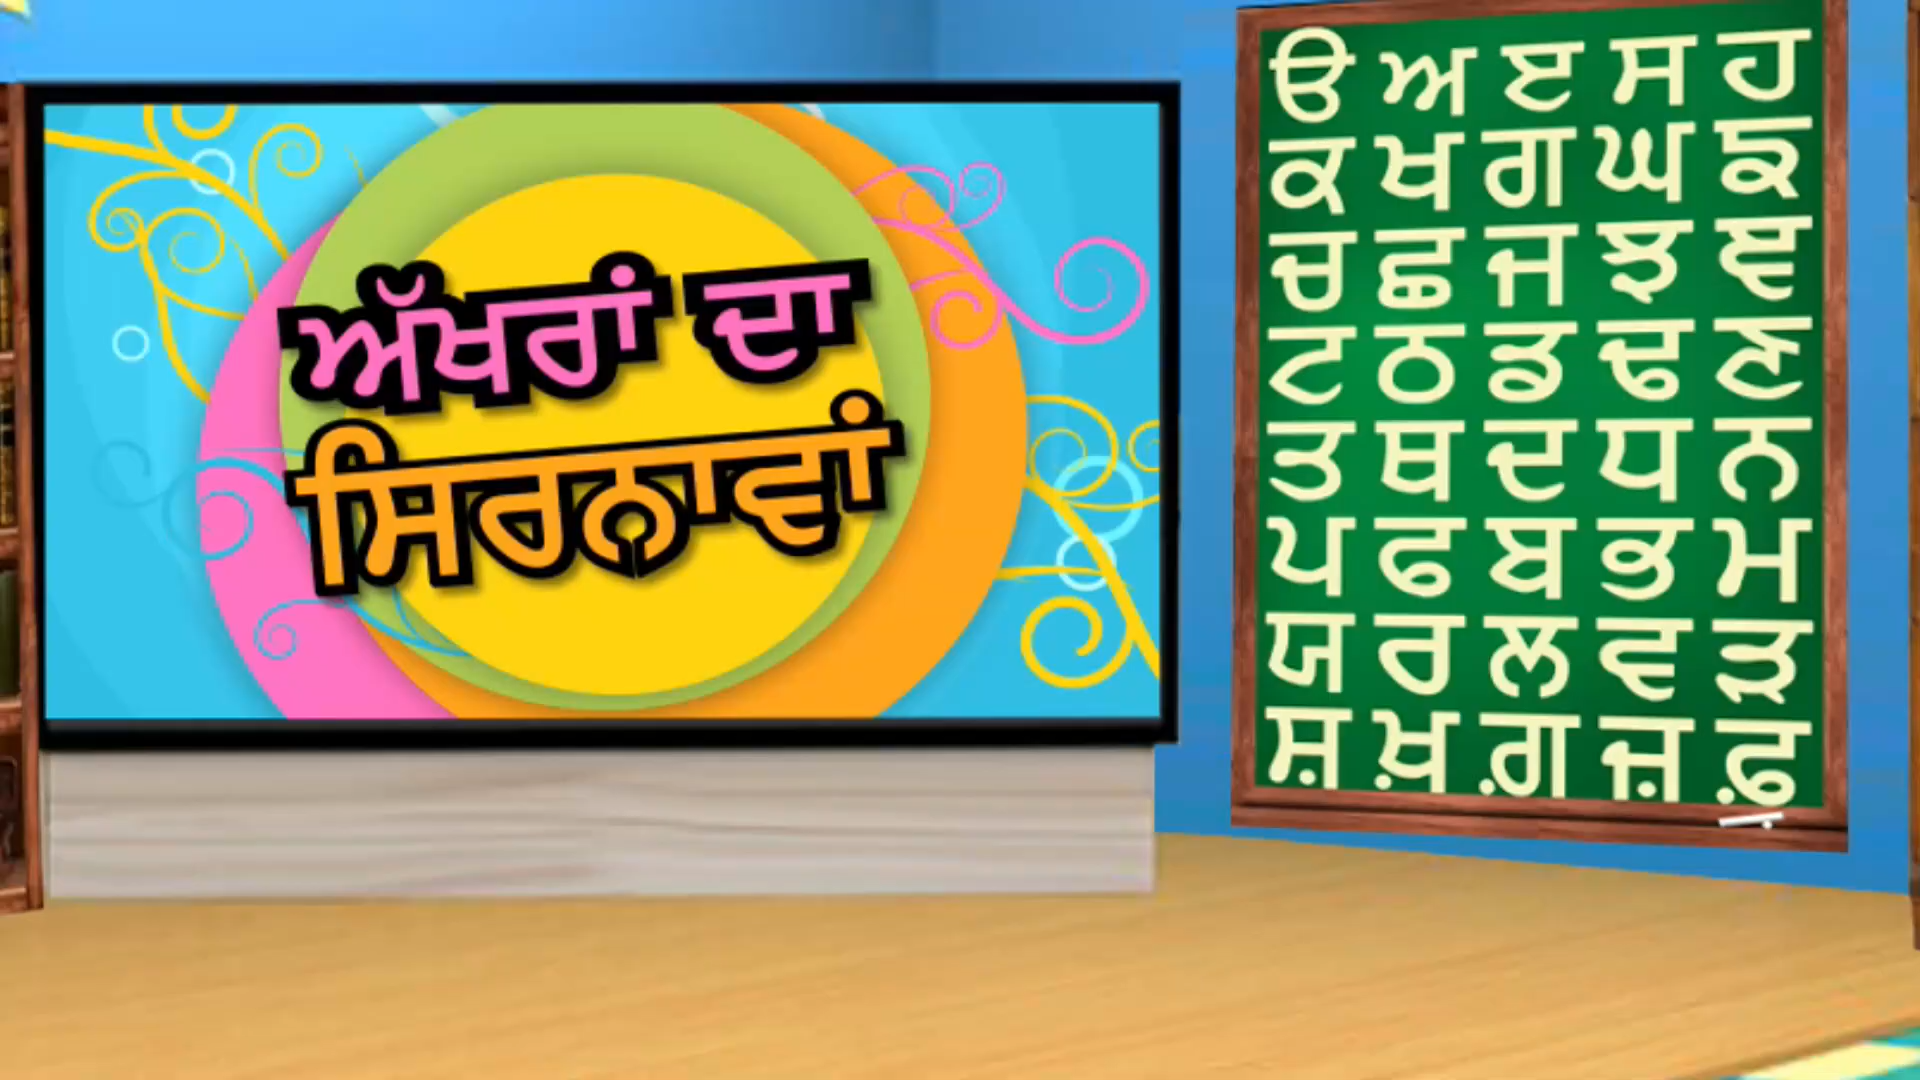 ਅੱਖਰਾਂ ਦਾ
ਸਿਰਨਾਵਾਂ
ੳ ਅ ੲ ਸ ਹ
ਕ ਖ ਗ ਘ ਙ
ਚ ਛ ਜ ਝ ਞ
ਟ ਠ ਡ ਢ ਣ
ਤ ਥ ਦ ਧ ਨ
ਪ ਫ ਬ ਭ ਮ
ਯ ਰ ਲ ਵ ੜ
ਸ਼ ਖ਼ ਗ਼ ਜ਼ ਫ਼